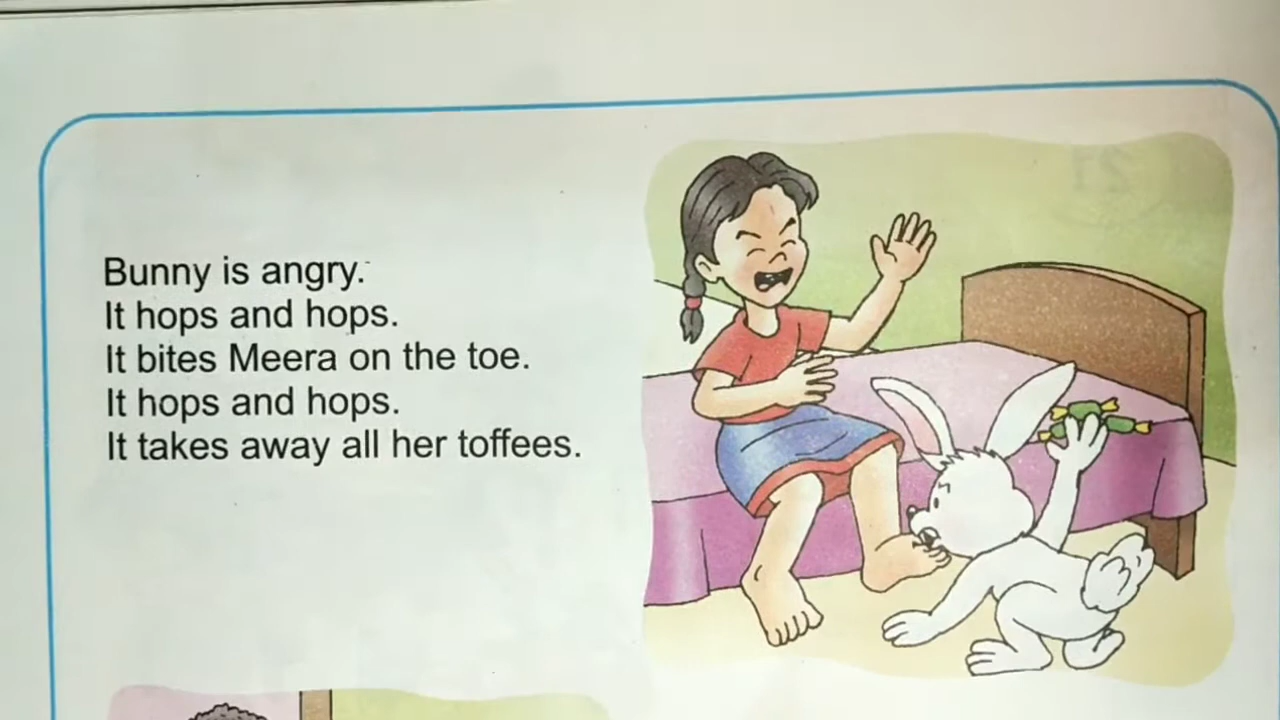 Bunny is angry.
It hops and hops.
It bites Meera on the toe.
It hops and hops.
It takes away all her toffees.